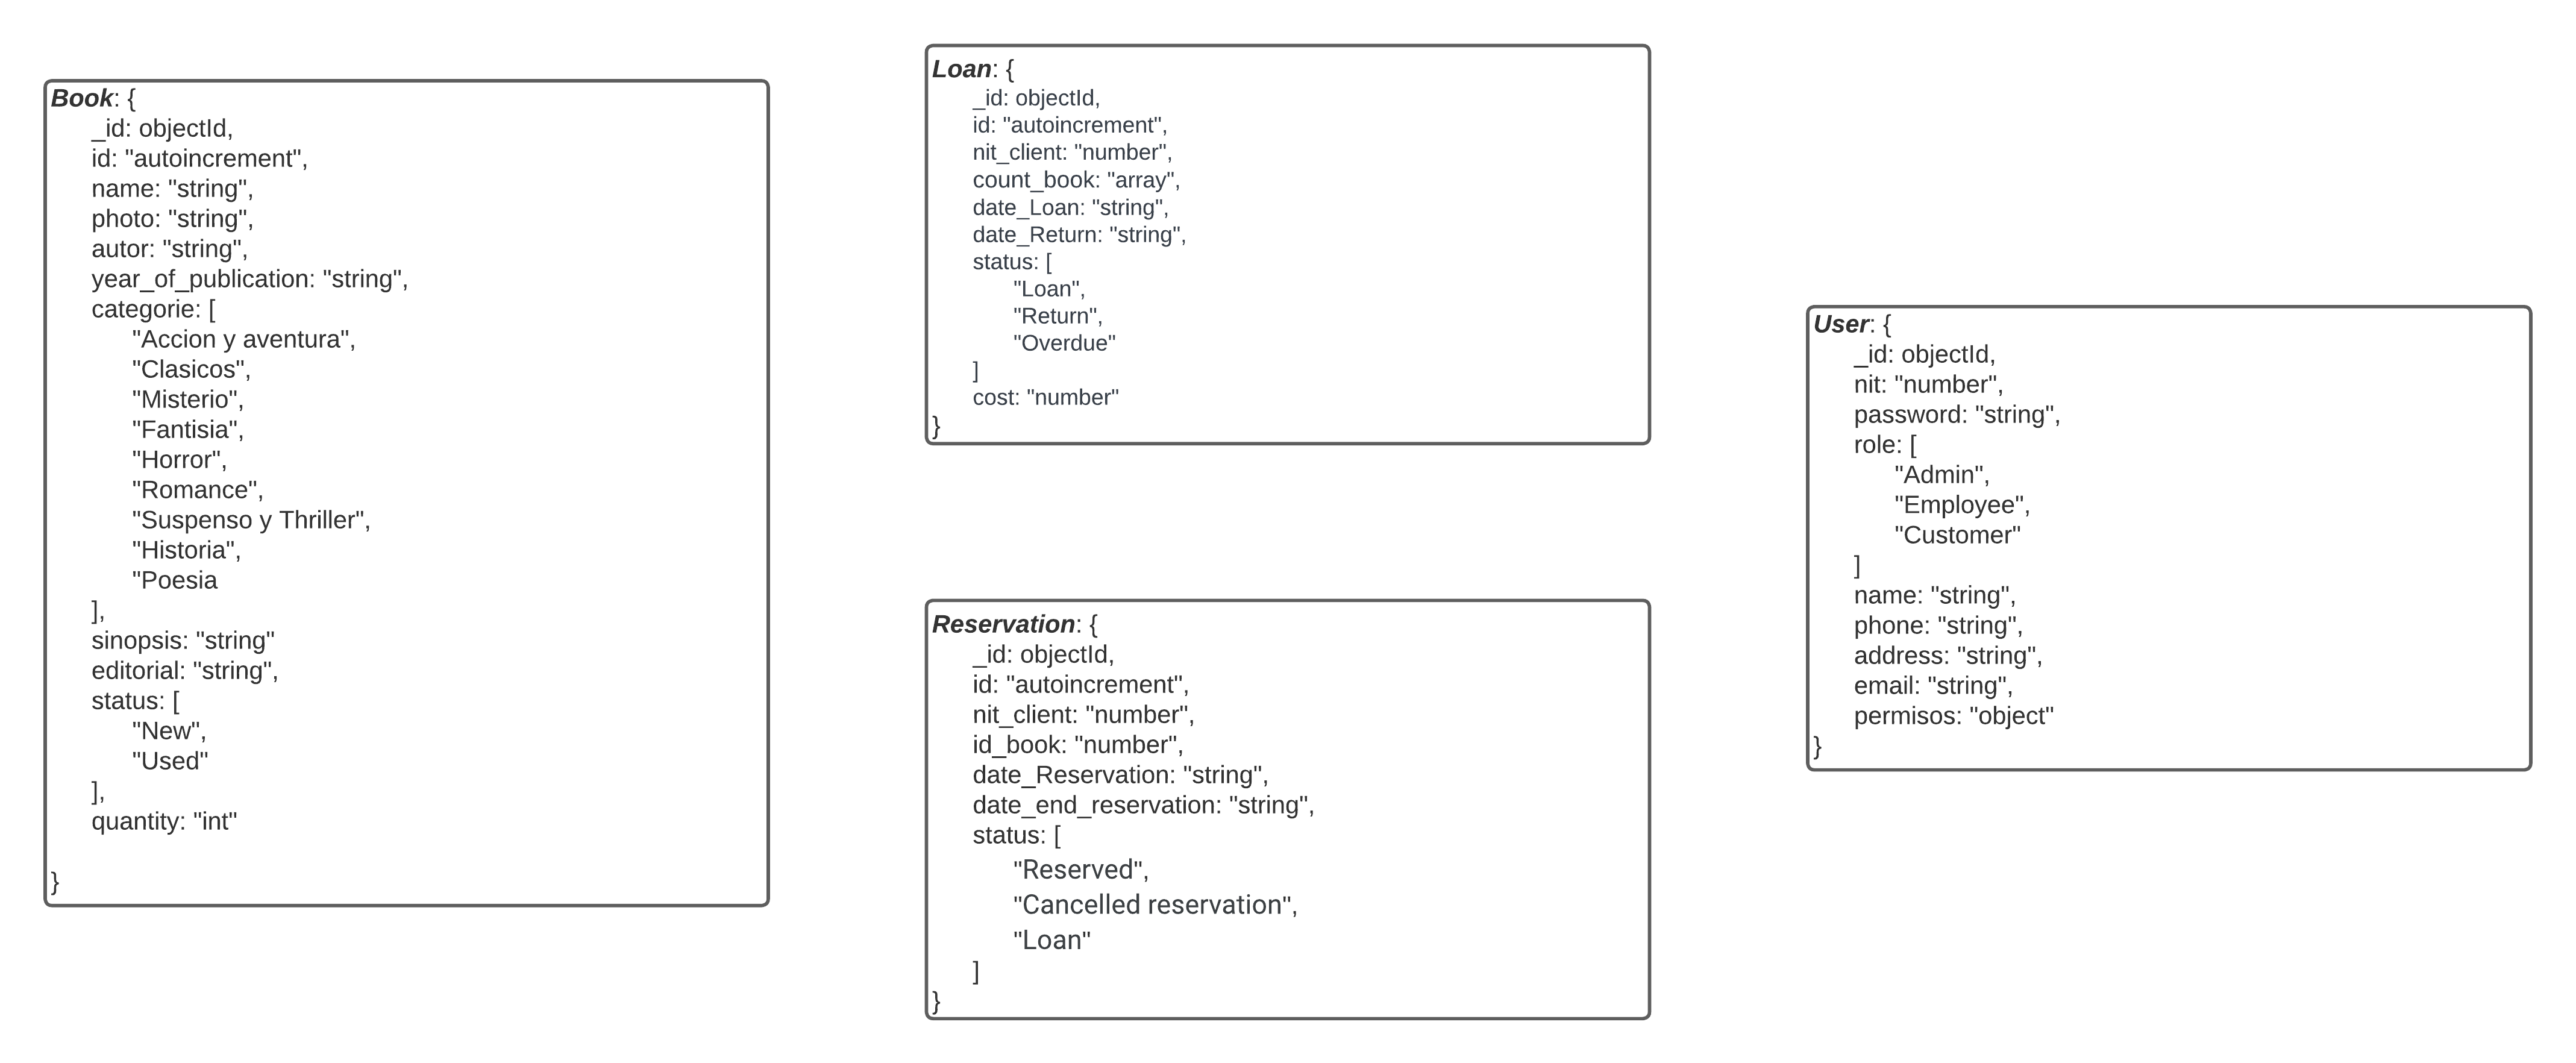 Book: {
_id: objectId,
id: "autoincrement",
name: "string",
photo: "string",
autor: "string",
year_of_publication: "string",
categorie: [
"Accion y aventura",
"Clasicos",
"Misterio",
"Fantisia",
"Horror",
"Romance",
"Suspenso y Thriller",
"Historia",
"Poesia
],
sinopsis: "string"
editorial: "string",
status: [
"New",
"Used"
],
quantity: "int"
}
Loan: {
_id: objectId,
id: "autoincrement",
nit_client: "number",
count_book: "array",
date_Loan: "string",
date_Return: "string",
status: [
"Loan",
"Return",
"Overdue"
]
cost: "number"
}
Reservation: {
_id: objectId,
id: "autoincrement",
nit_client: "number",
id_book: "number",
date_Reservation: "string",
date_end_reservation: "string",
status: [
"Reserved",
"Cancelled reservation",
"Loan"
]
}
User: {
_id: objectId,
nit: "number",
password: "string",
role: [
"Admin",
"Employee",
"Customer"
]
name: "string",
phone: "string",
address: "string",
email: "string",
permisos: "object"
}